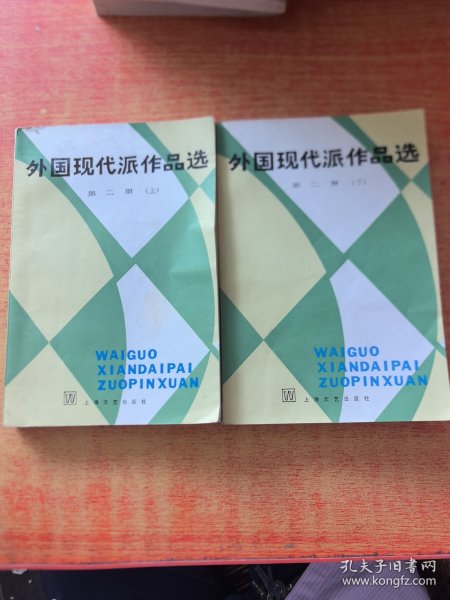 外国现代派作品选
第二册（上）
WAIGUO
XIANDAIPAI
ZUOPINXUAN
W
上海文艺出版社
外国现代派作品选
第二册（下）
WAIGUO
XIANDAIPAI
ZUOPINXUAN
W
上海文艺出版社
孔夫子旧书网
www.kongfz.com